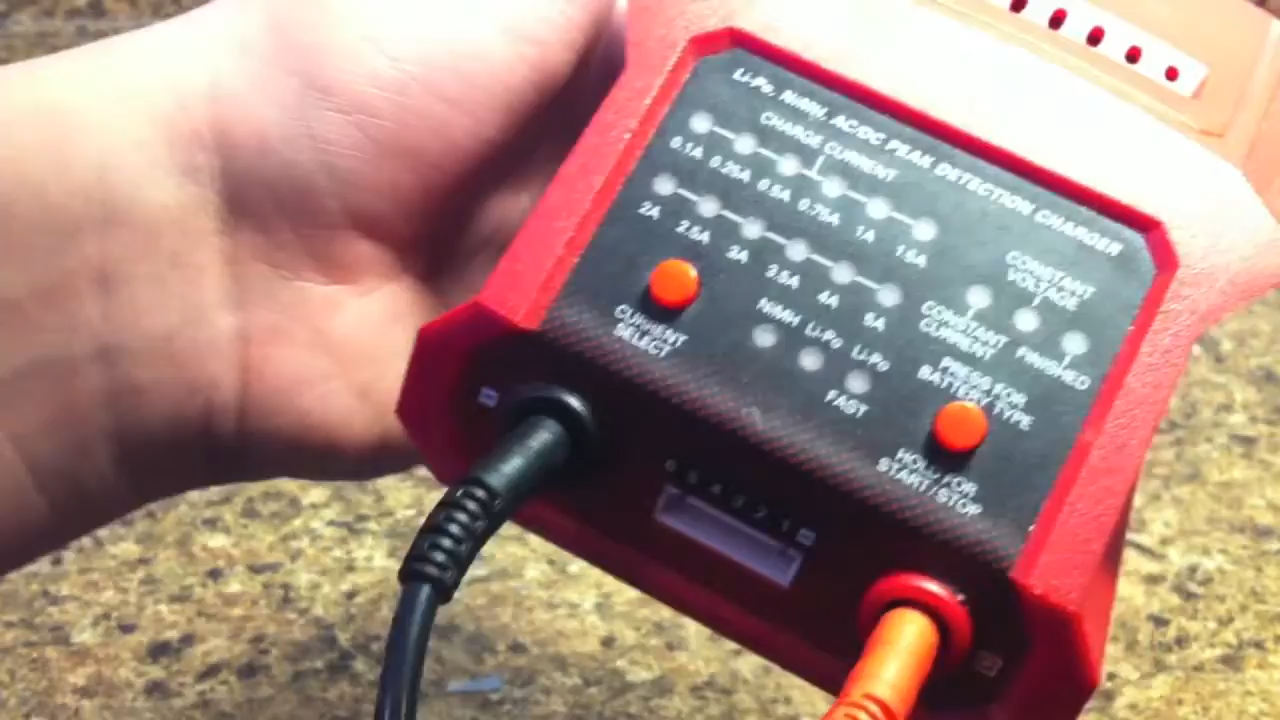 Li-Po, NiMH, AC/DC PEAK DETECTION CHARGER
CHARGE CURRENT
0.1A 0.25A 0.5A 0.75A 1A 1.5A
2A 2.5A 3A 3.5A 4A 5A
CURRENT
SELECT
NiMH Li-Po Li-Po
FAST
CONSTANT
VOLTAGE
CONSTANT
CURRENT
FINISHED
PRESS FOR
BATTERY TYPE
HOLD FOR
START/STOP
6 5 4 3 2 1